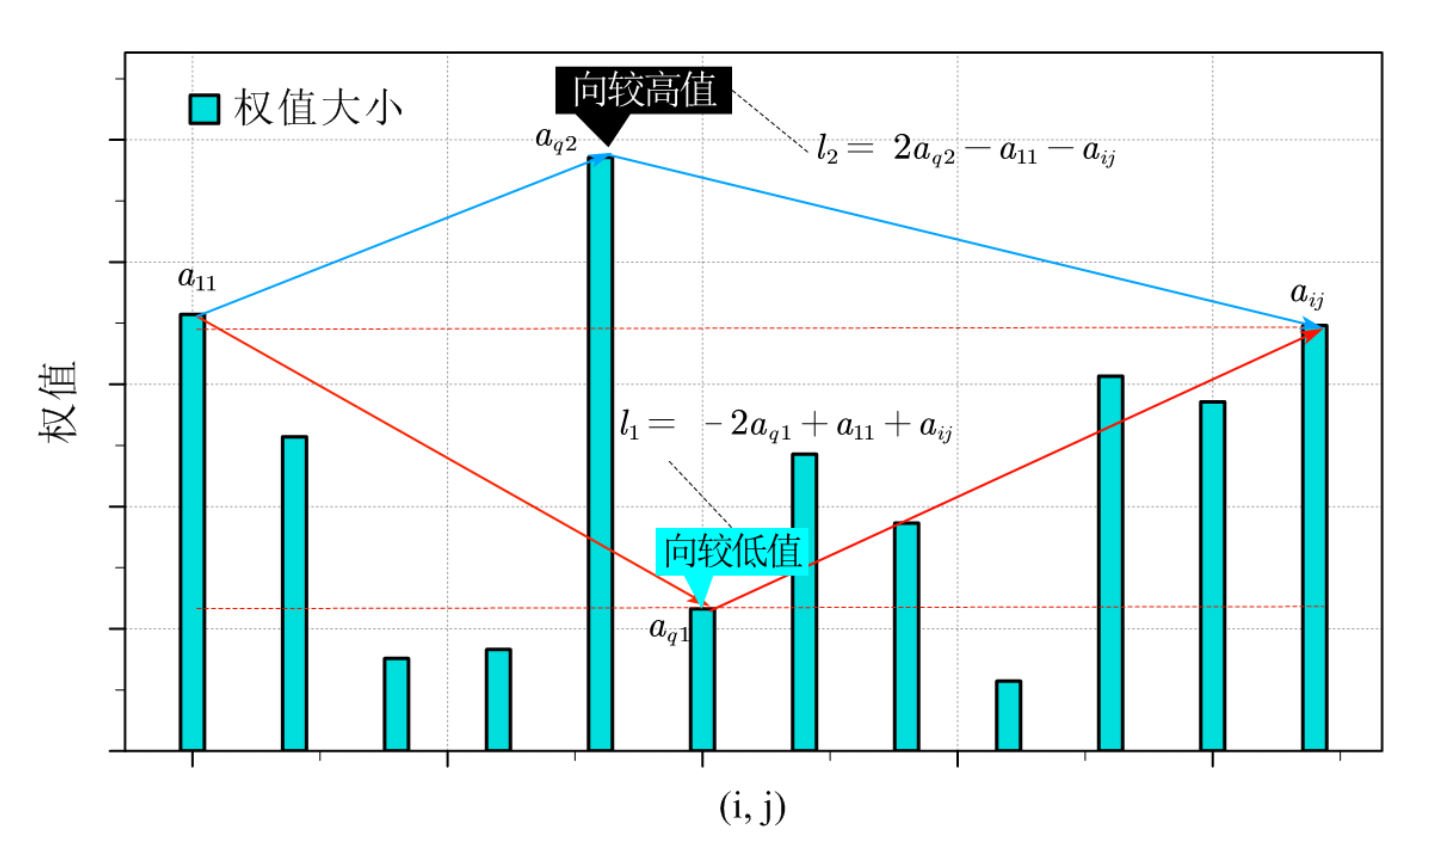 向较高值
权值大小
a_{q2}
l_2 = 2a_{q2} − a_{11} − a_{ij}
a_{11}
a_{ij}
权值
l_1 = -2a_{q1} + a_{11} + a_{ij}
向较低值
a_{q1}
(i, j)